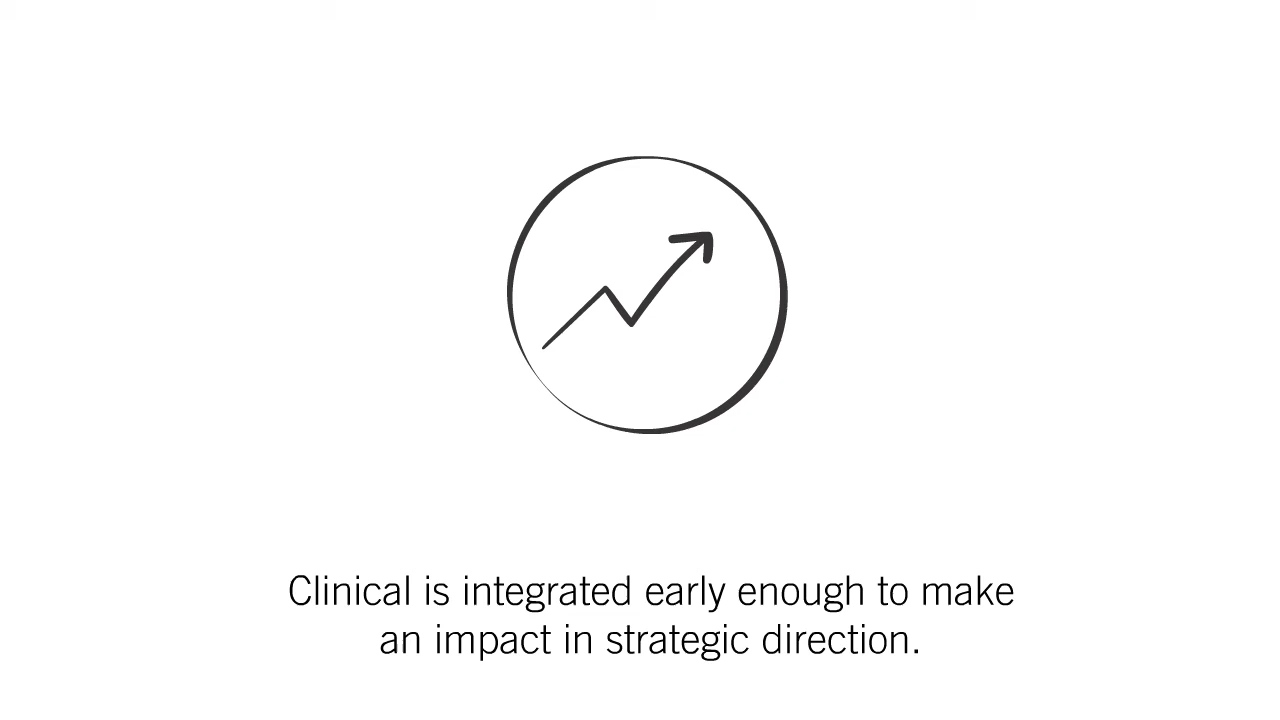 Clinical is integrated early enough to make
an impact in strategic direction.